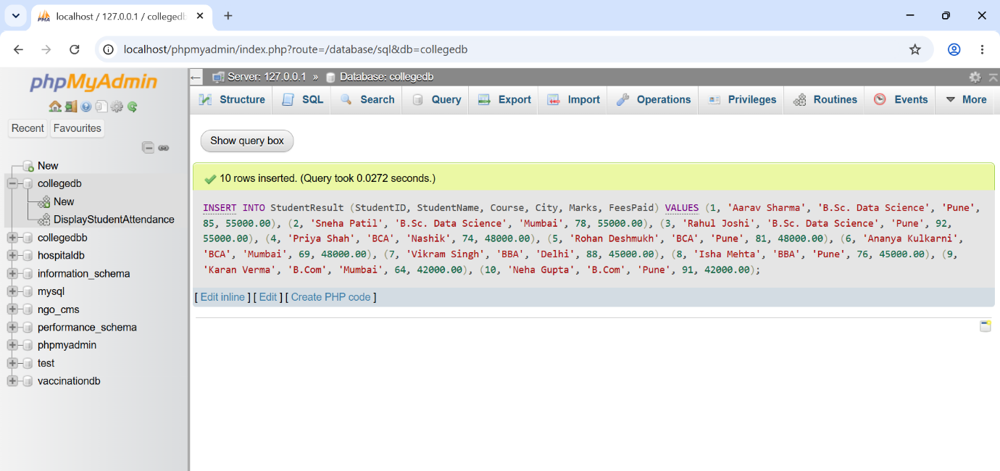 localhost / 127.0.0.1 / collegedb
localhost/phpmyadmin/index.php?route=/database/sql&db=collegedb
phpMyAdmin
Server: 127.0.0.1 » Database: collegedb
Structure SQL Search Query Export Import Operations Privileges Routines Events More
Recent Favourites
Show query box
New
collegedb
New
DisplayStudentAttendance
collegedbb
hospitaldb
information_schema
mysql
ngo_cms
performance_schema
phpmyadmin
test
vaccinationdb
10 rows inserted. (Query took 0.0272 seconds.)
INSERT INTO StudentResult (StudentID, StudentName, Course, City, Marks, FeesPaid) VALUES (1, 'Aarav Sharma', 'B.Sc. Data Science', 'Pune',
85, 55000.00), (2, 'Sneha Patil', 'B.Sc. Data Science', 'Mumbai', 78, 55000.00), (3, 'Rahul Joshi', 'B.Sc. Data Science', 'Pune', 92,
55000.00), (4, 'Priya Shah', 'BCA', 'Nashik', 74, 48000.00), (5, 'Rohan Deshmukh', 'BCA', 'Pune', 81, 48000.00), (6, 'Ananya Kulkarni',
'BCA', 'Mumbai', 69, 48000.00), (7, 'Vikram Singh', 'BBA', 'Delhi', 88, 45000.00), (8, 'Isha Mehta', 'BBA', 'Pune', 76, 45000.00), (9,
'Karan Verma', 'B.Com', 'Mumbai', 64, 42000.00), (10, 'Neha Gupta', 'B.Com', 'Pune', 91, 42000.00);
[ Edit inline ] [ Edit ] [ Create PHP code ]